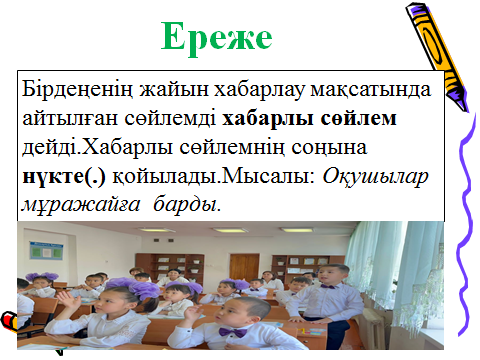 Ереже
Бірдеңенің жайын хабарлау мақсатында
айтылған сөйлемді хабарлы сөйлем
дейді.Хабарлы сөйлемнің соңына
нүкте(.) қойылады.Мысалы: Оқушылар
мұражайға барды.